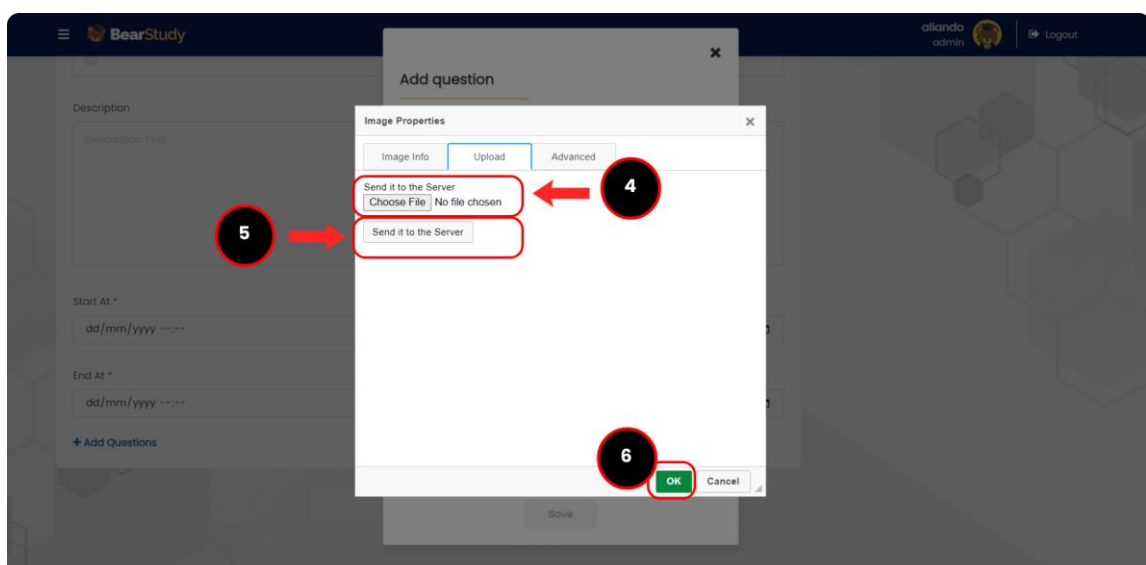 BearStudy
aliando
admin
Logout
80
Add question
Description
Description Text
Image Properties
Image Info Upload Advanced
Send it to the Server
Choose File No file chosen
4
5
Send it to the Server
Start At *
dd/mm/yyyy --:--
End At *
dd/mm/yyyy --:--
+ Add Questions
6
OK Cancel
Save